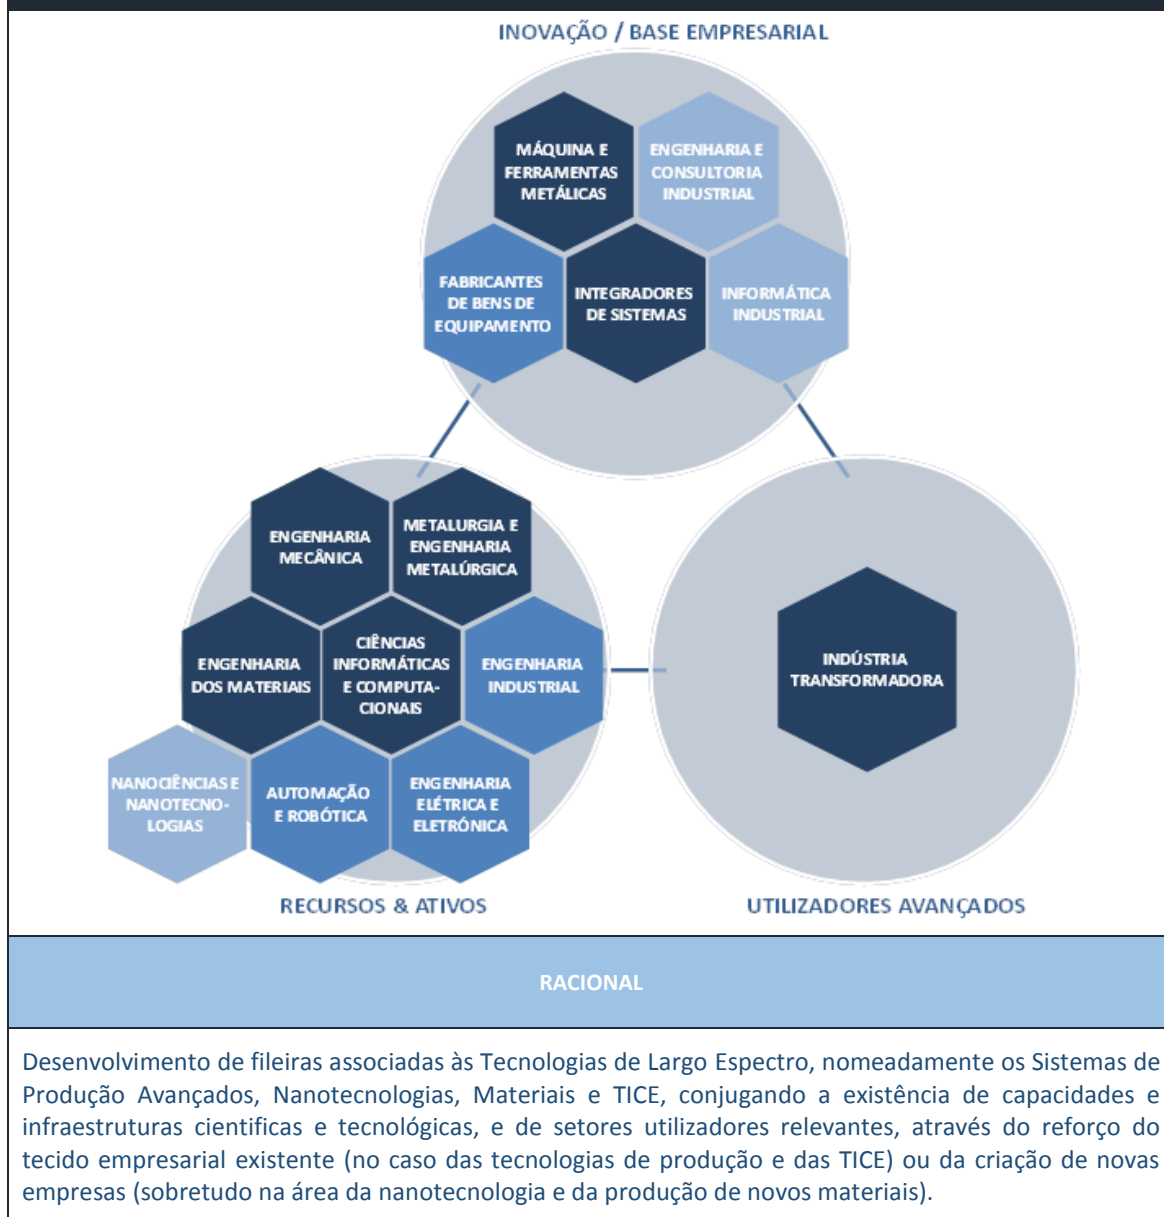 INOVAÇÃO / BASE EMPRESARIAL
MÁQUINA E
FERRAMENTAS
METÁLICAS
ENGENHARIA E
CONSULTORIA
INDUSTRIAL
FABRICANTES
DE BENS DE
EQUIPAMENTO
INTEGRADORES
DE SISTEMAS
INFORMÁTICA
INDUSTRIAL
ENGENHARIA
MECÂNICA
METALURGIA E
ENGENHARIA
METALÚRGICA
ENGENHARIA
DOS MATERIAIS
CIÊNCIAS
INFORMÁTICAS
E COMPUTA-
CIONAIS
ENGENHARIA
INDUSTRIAL
NANOCIÊNCIAS E
NANOTECNO-
LOGIAS
AUTOMAÇÃO
E ROBÓTICA
ENGENHARIA
ELÉTRICA E
ELETRÓNICA
INDÚSTRIA
TRANSFORMADORA
RECURSOS & ATIVOS
UTILIZADORES AVANÇADOS
RACIONAL
Desenvolvimento de fileiras associadas às Tecnologias de Largo Espectro, nomeadamente os Sistemas de
Produção Avançados, Nanotecnologias, Materiais e TICE, conjugando a existência de capacidades e
infraestruturas cientificas e tecnológicas, e de setores utilizadores relevantes, através do reforço do
tecido empresarial existente (no caso das tecnologias de produção e das TICE) ou da criação de novas
empresas (sobretudo na área da nanotecnologia e da produção de novos materiais).